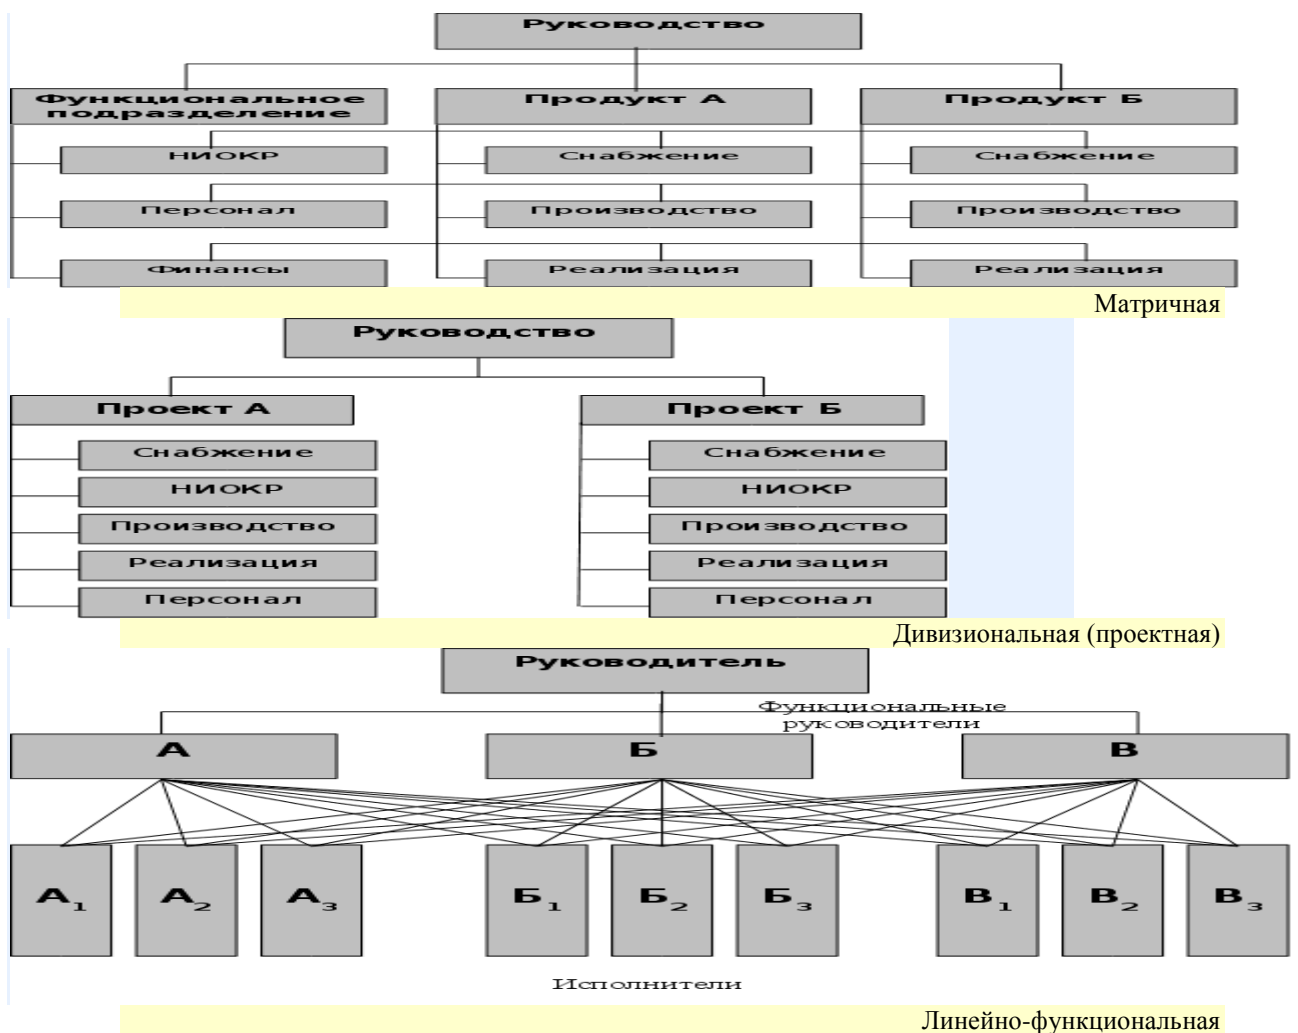 Руководство
Функциональное
подразделение
Продукт А
Продукт Б
НИОКР
Снабжение
Снабжение
Персонал
Производство
Производство
Финансы
Реализация
Реализация
Матричная
Руководство
Проект А
Проект Б
Снабжение
Снабжение
НИОКР
НИОКР
Производство
Производство
Реализация
Реализация
Персонал
Персонал
Дивизиональная (проектная)
Руководитель
Функциональные
руководители
А
Б
В
А1
А2
А3
Б1
Б2
Б3
В1
В2
В3
Исполнители
Линейно-функциональная